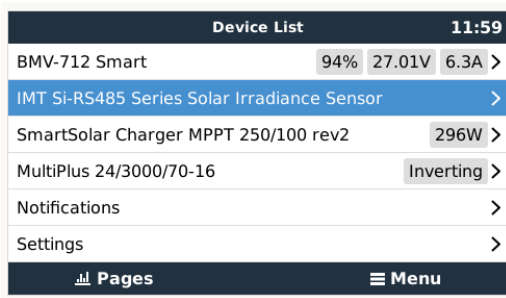 Device List 11:59
BMV-712 Smart 94% 27.01V 6.3A
IMT Si-RS485 Series Solar Irradiance Sensor
SmartSolar Charger MPPT 250/100 rev2 296W
MultiPlus 24/3000/70-16 Inverting
Notifications
Settings
Pages Menu